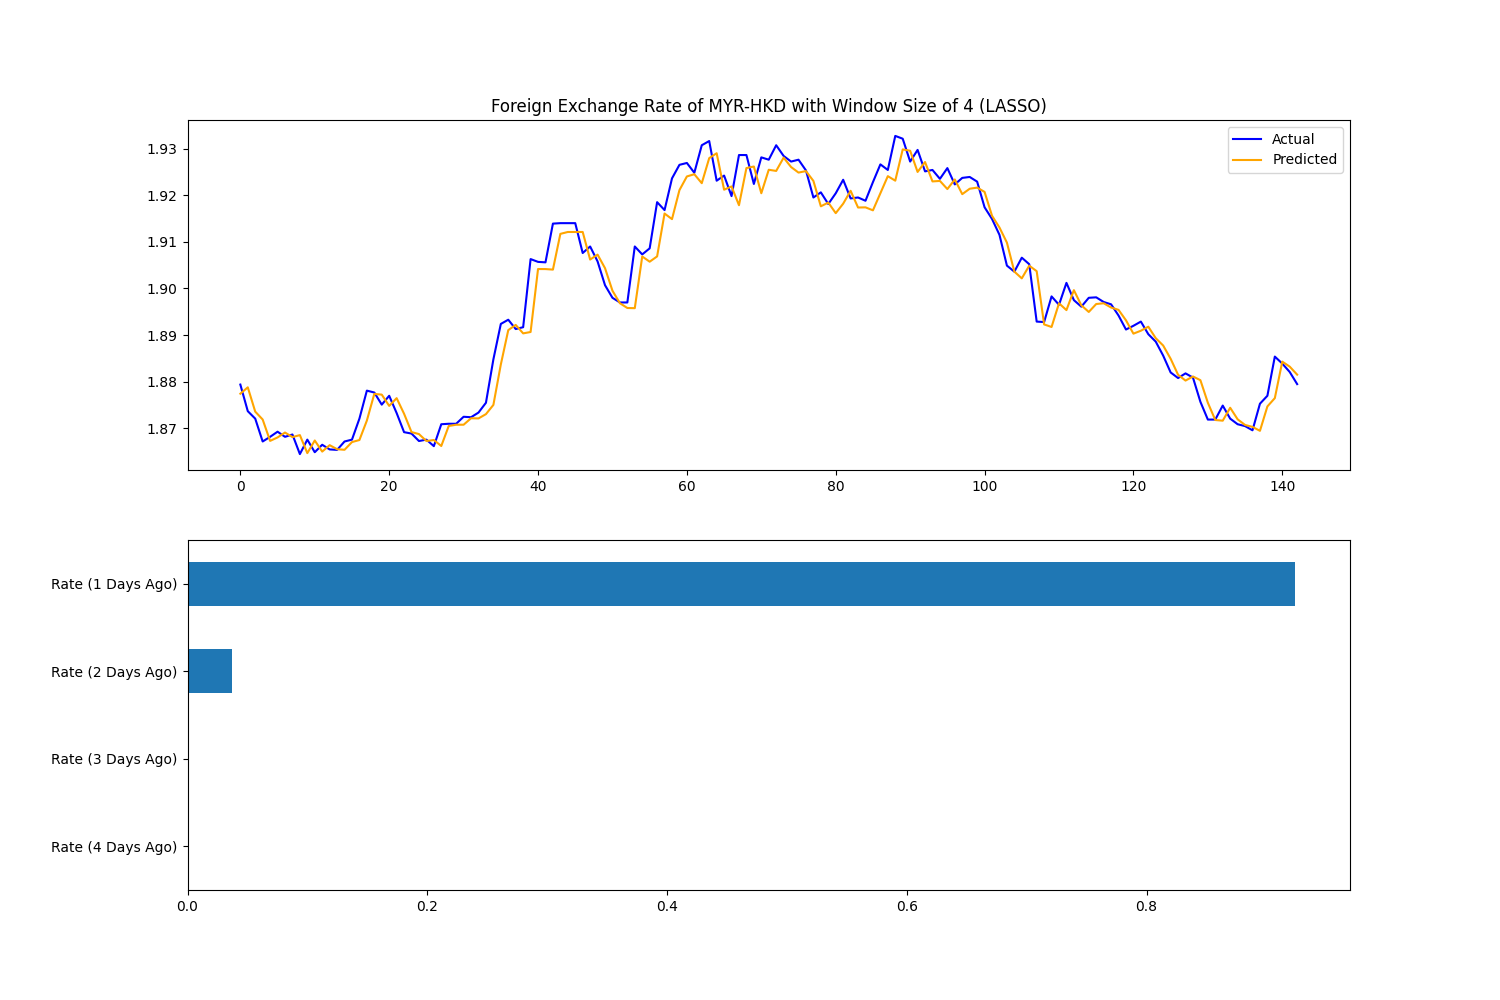 Foreign Exchange Rate of MYR-HKD with Window Size of 4 (LASSO)
Actual
Predicted
1.93
1.92
1.91
1.90
1.89
1.88
1.87
0 20 40 60 80 100 120 140
Rate (1 Days Ago)
Rate (2 Days Ago)
Rate (3 Days Ago)
Rate (4 Days Ago)
0.0 0.2 0.4 0.6 0.8